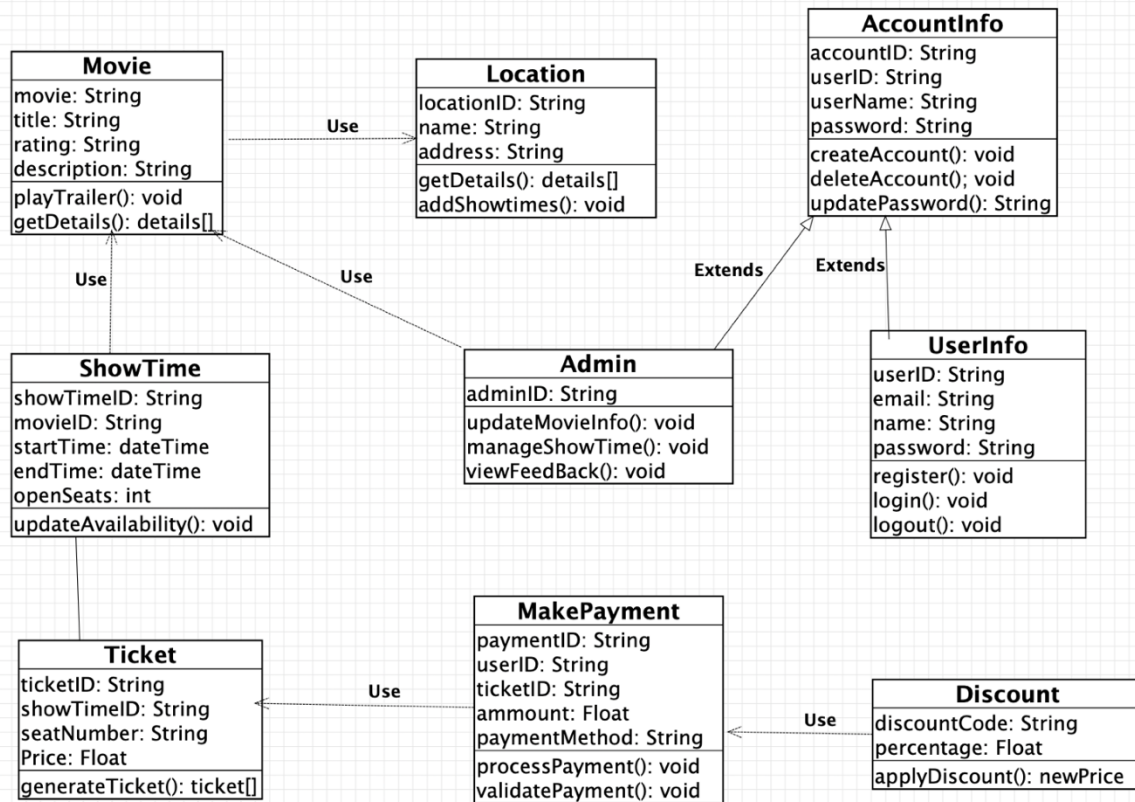 Movie
movie: String
title: String
rating: String
description: String
playTrailer(): void
getDetails(): details[]
Use
Location
locationID: String
name: String
address: String
getDetails(): details[]
addShowtimes(): void
AccountInfo
accountID: String
userID: String
userName: String
password: String
createAccount(): void
deleteAccount(); void
updatePassword(): String
Use
Use
Extends
Extends
ShowTime
showTimeID: String
movieID: String
startTime: dateTime
endTime: dateTime
openSeats: int
updateAvailability(): void
Admin
adminID: String
updateMovieInfo(): void
manageShowTime(): void
viewFeedBack(): void
UserInfo
userID: String
email: String
name: String
password: String
register(): void
login(): void
logout(): void
Ticket
ticketID: String
showTimeID: String
seatNumber: String
Price: Float
generateTicket(): ticket[]
Use
MakePayment
paymentID: String
userID: String
ticketID: String
ammount: Float
paymentMethod: String
processPayment(): void
validatePayment(): void
Use
Discount
discountCode: String
percentage: Float
applyDiscount(): newPrice